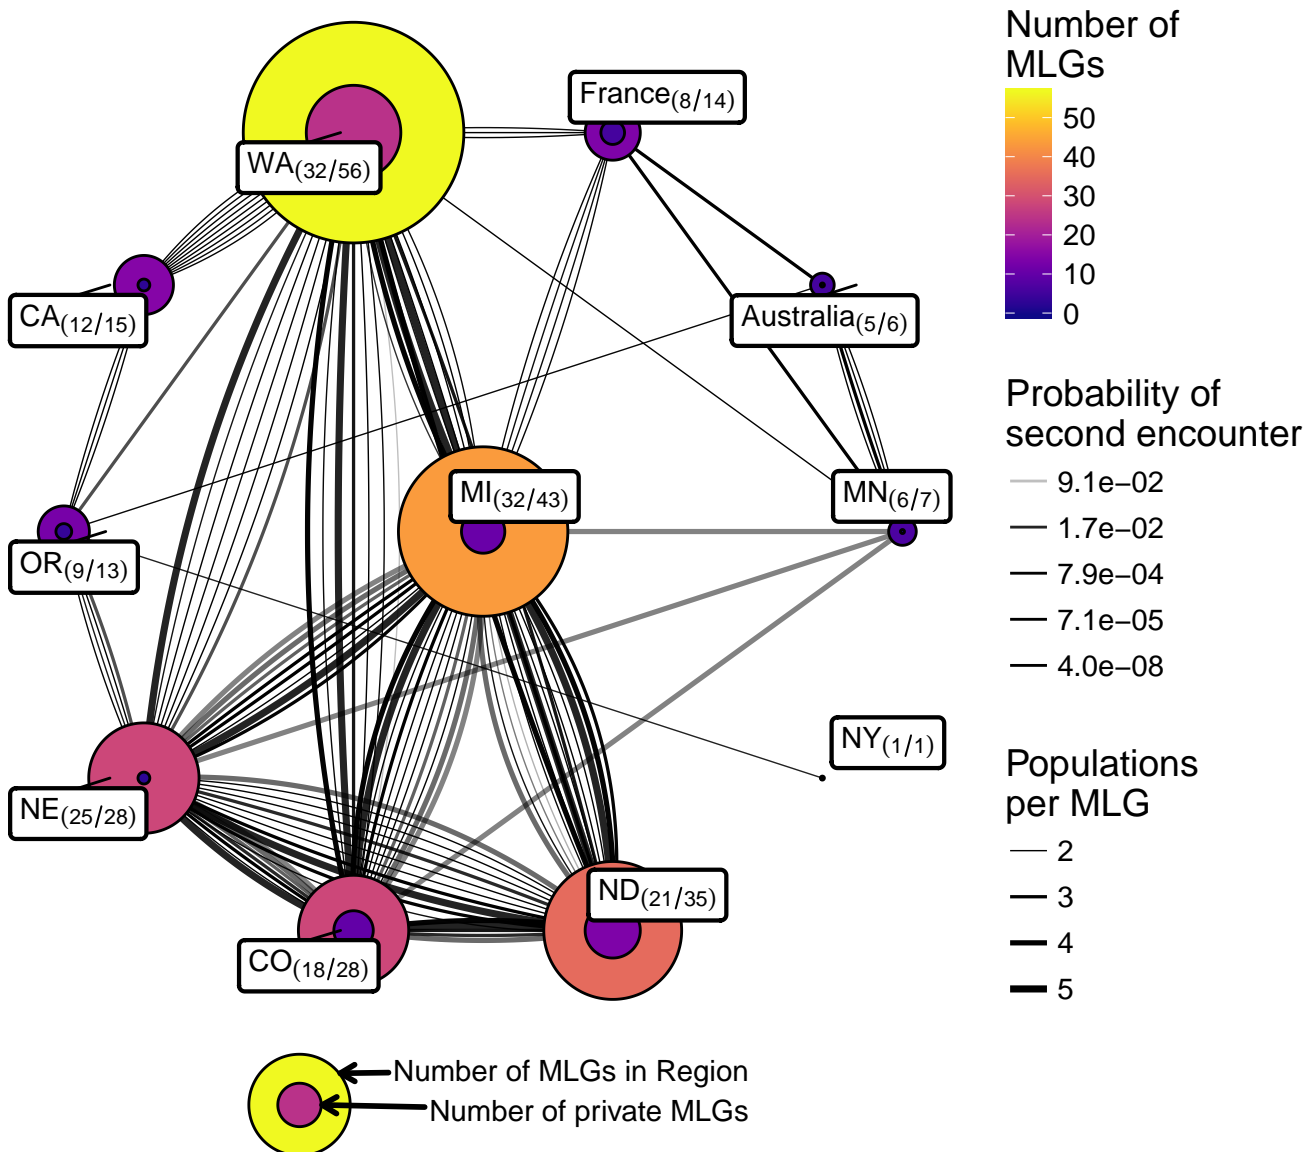 France(8/14)
WA(32/56)
CA(12/15)
Australia(5/6)
MI(32/43)
MN(6/7)
OR(9/13)
NY(1/1)
NE(25/28)
ND(21/35)
CO(18/28)
Number of MLGs in Region
Number of private MLGs
Number of
MLGs
50
40
30
20
10
0
Probability of
second encounter
9.1e−02
1.7e−02
7.9e−04
7.1e−05
4.0e−08
Populations
per MLG
2
3
4
5